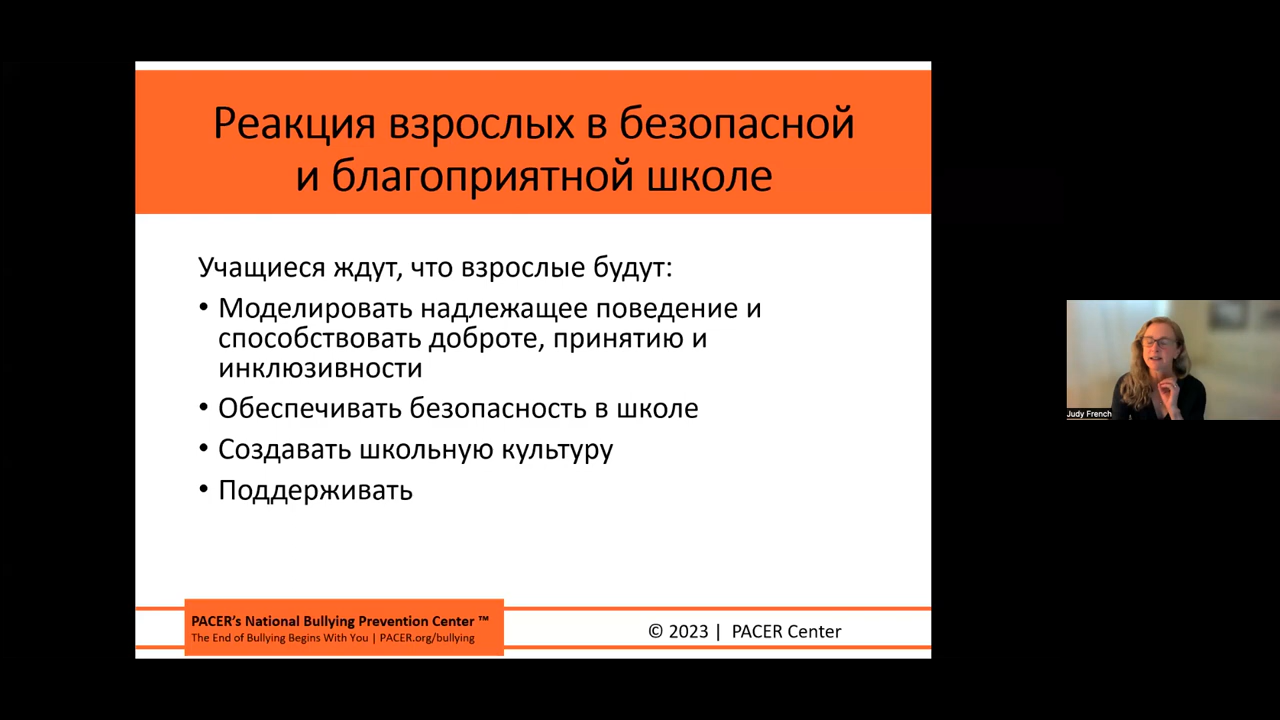 Реакция взрослых в безопасной
и благоприятной школе
Учащиеся ждут, что взрослые будут:
• Моделировать надлежащее поведение и
способствовать доброте, принятию и
инклюзивности
• Обеспечивать безопасность в школе
• Создавать школьную культуру
• Поддерживать
PACER’s National Bullying Prevention Center ™
The End of Bullying Begins With You | PACER.org/bullying
© 2023 | PACER Center
Judy French